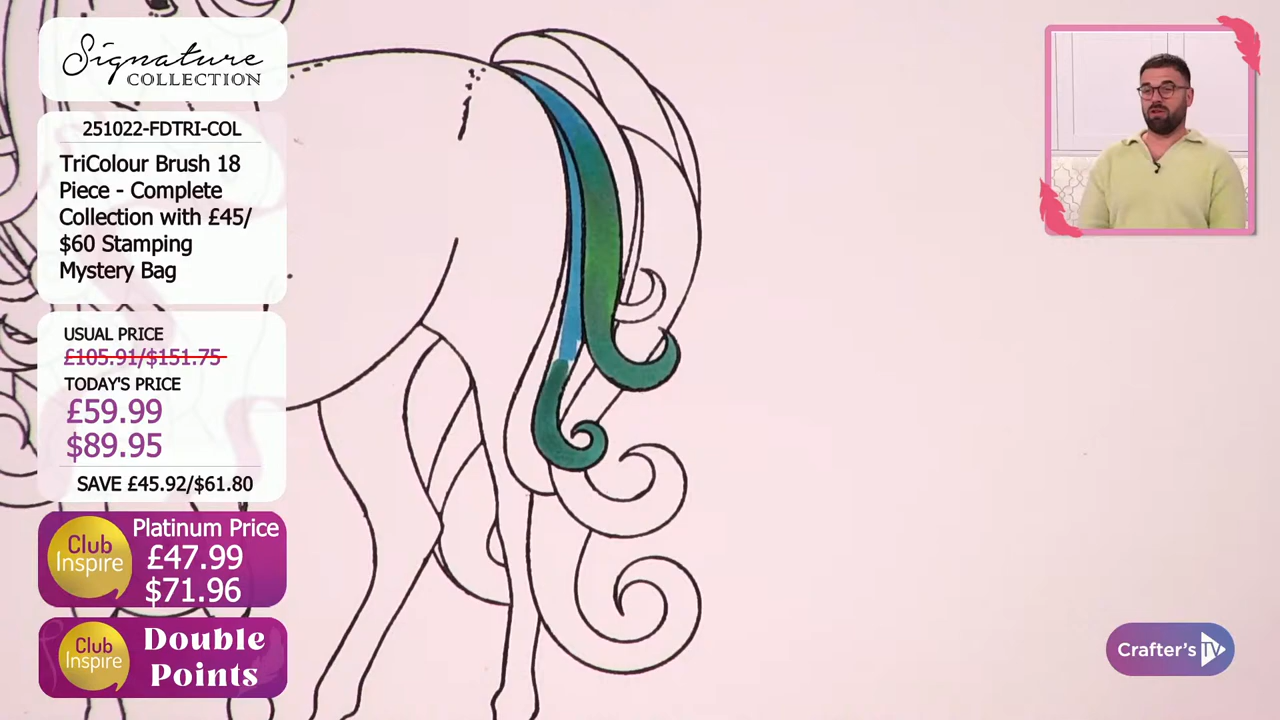 Signature
COLLECTION
251022-FDTRI-COL
TriColour Brush 18
Piece - Complete
Collection with £45/
$60 Stamping
Mystery Bag
USUAL PRICE
£105.91/$151.75
TODAY'S PRICE
£59.99
$89.95
SAVE £45.92/$61.80
Club
Inspire
Platinum Price
£47.99
$71.96
Club
Inspire
Double
Points
Crafter's TV